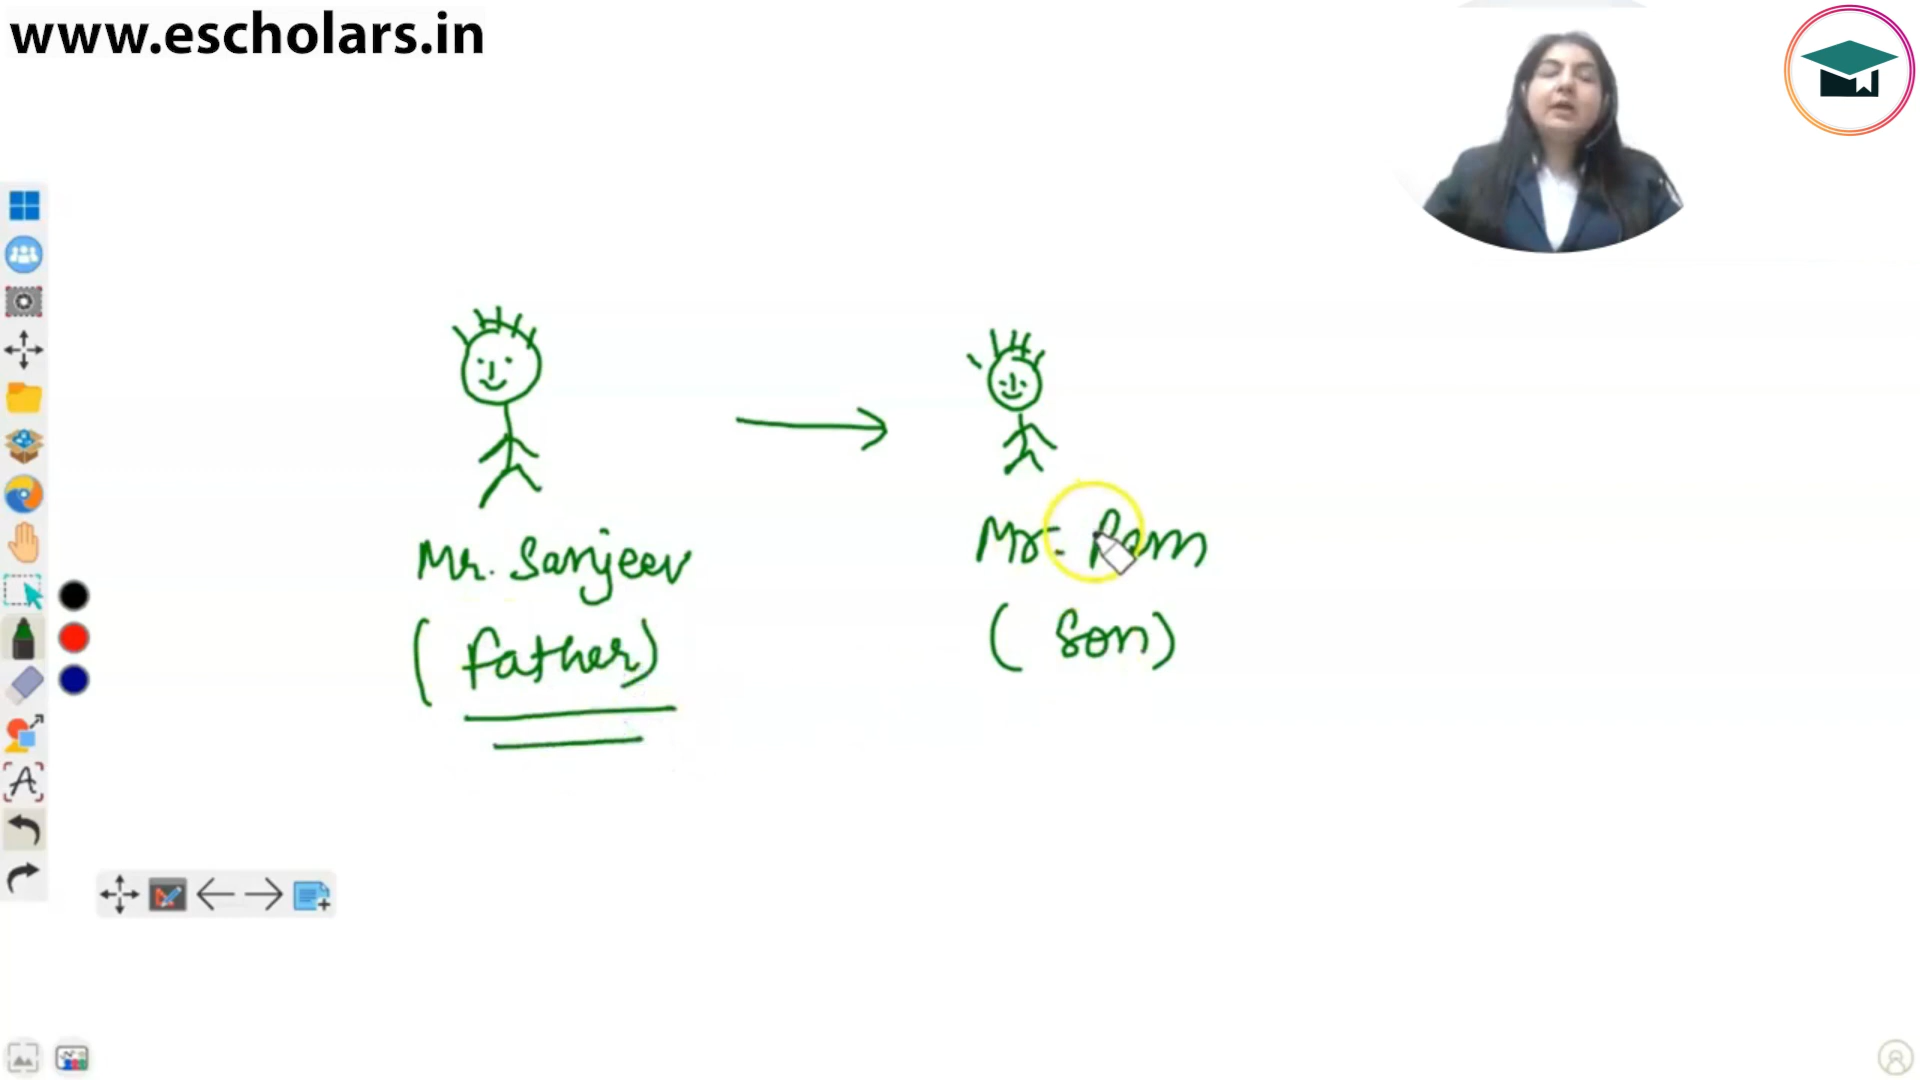 www.escholars.in
Mr. Sanjeev
(father)
Mr. Ram
(Son)